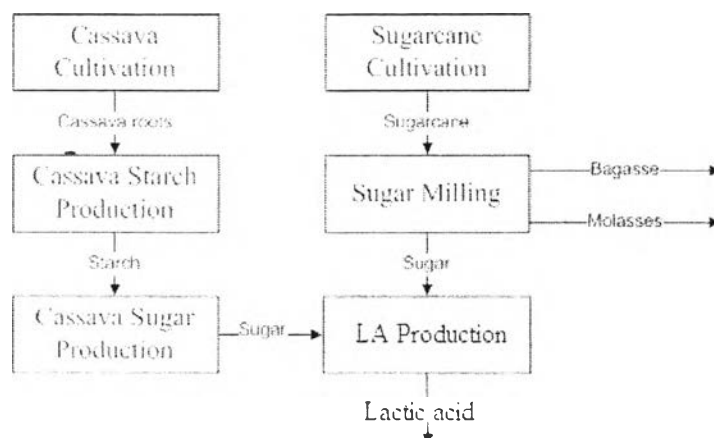 Cassava
Cultivation
Sugarcane
Cultivation
Cassava roots
Sugarcane
Cassava Starch
Production
Sugar Milling
Bagasse
Molasses
Starch
Sugar
Cassava Sugar
Production
Sugar
LA Production
Lactic acid